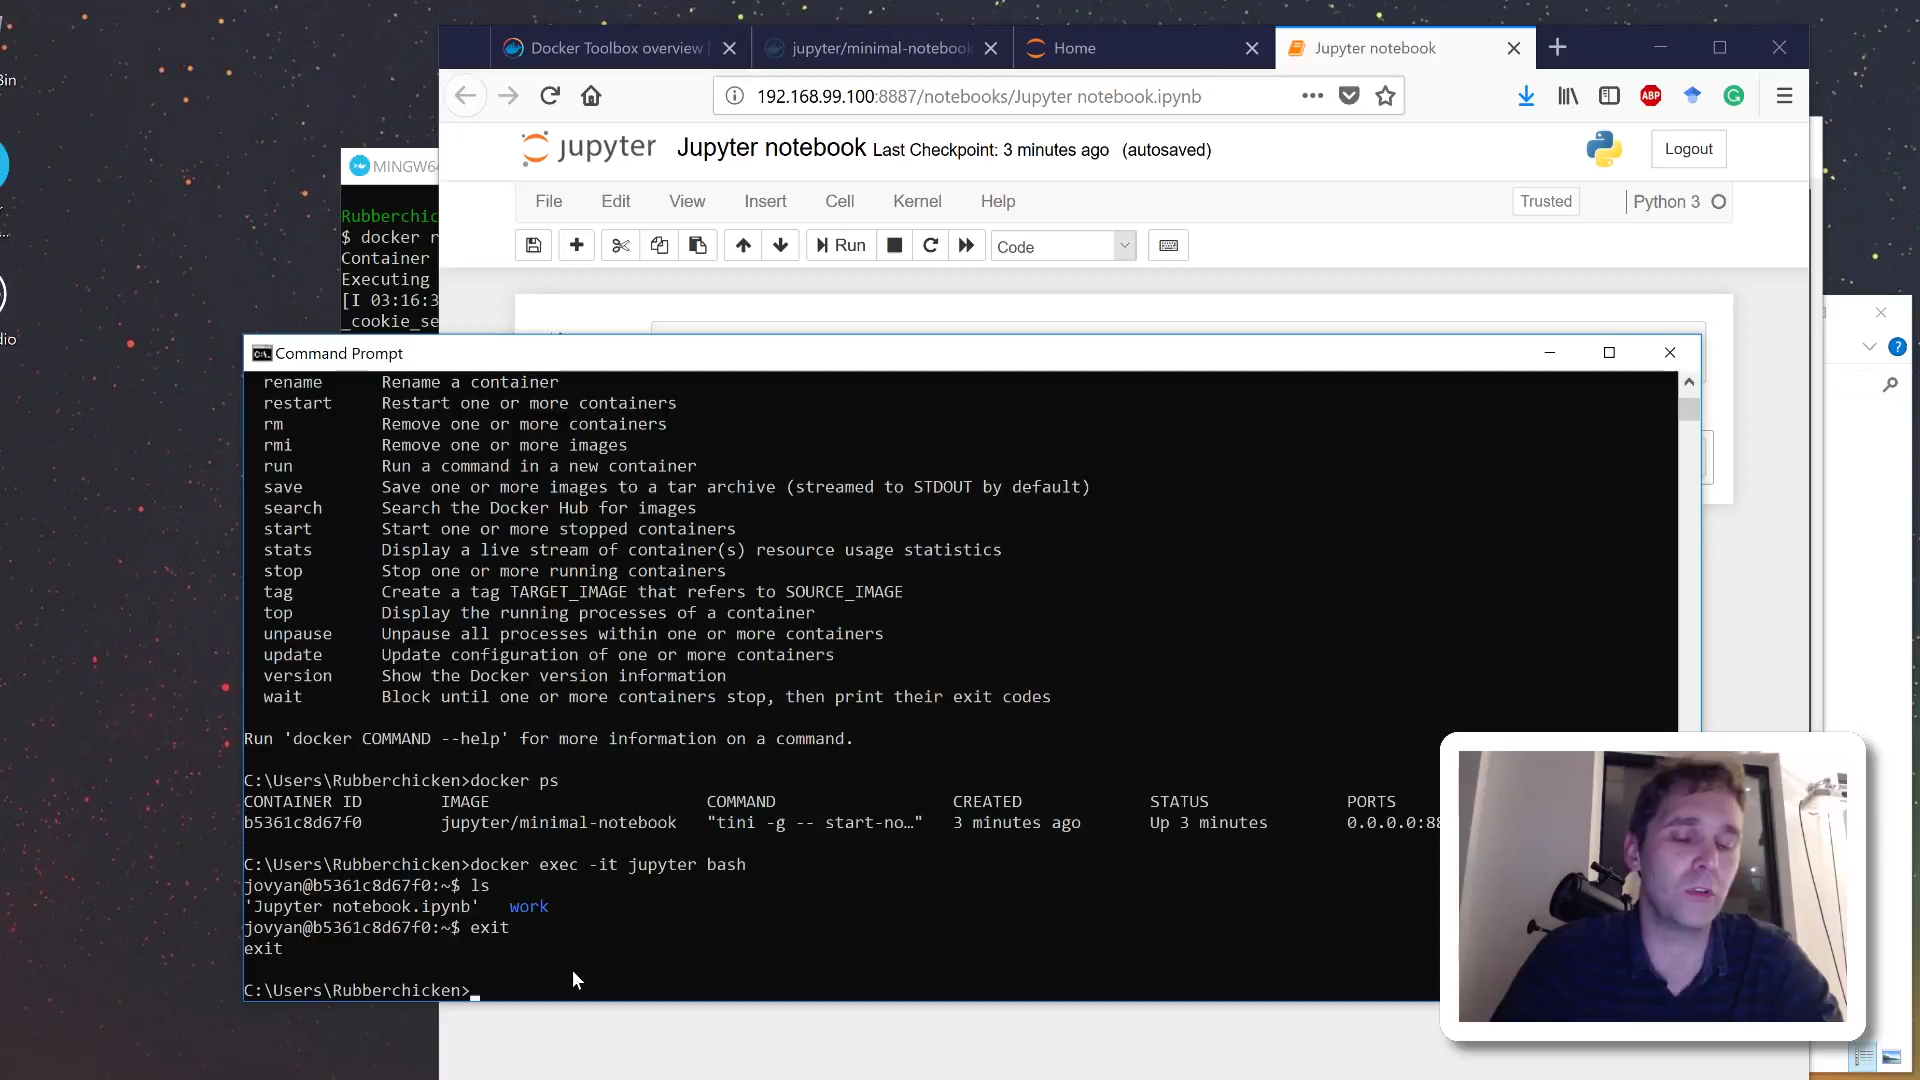 Bin
Docker Toolbox overview
jupyter/minimal-notebook
Home
Jupyter notebook
192.168.99.100:8887/notebooks/Jupyter notebook.ipynb
ABP
jupyter
Jupyter notebook Last Checkpoint: 3 minutes ago (autosaved)
Logout
MINGW64
File Edit View Insert Cell Kernel Help
Trusted
Python 3
Rubberchic
$ docker r
Run
Code
Container
Executing
[I 03:16:3
_cookie_se
dio
Command Prompt
rename Rename a container
restart Restart one or more containers
rm Remove one or more containers
rmi Remove one or more images
run Run a command in a new container
save Save one or more images to a tar archive (streamed to STDOUT by default)
search Search the Docker Hub for images
start Start one or more stopped containers
stats Display a live stream of container(s) resource usage statistics
stop Stop one or more running containers
tag Create a tag TARGET_IMAGE that refers to SOURCE_IMAGE
top Display the running processes of a container
unpause Unpause all processes within one or more containers
update Update configuration of one or more containers
version Show the Docker version information
wait Block until one or more containers stop, then print their exit codes
Run 'docker COMMAND --help' for more information on a command.
C:\Users\Rubberchicken>docker ps
CONTAINER ID IMAGE COMMAND CREATED STATUS PORTS
b5361c8d67f0 jupyter/minimal-notebook "tini -g -- start-no…" 3 minutes ago Up 3 minutes 0.0.0.0:88
C:\Users\Rubberchicken>docker exec -it jupyter bash
jovyan@b5361c8d67f0:~$ ls
'Jupyter notebook.ipynb' work
jovyan@b5361c8d67f0:~$ exit
exit
C:\Users\Rubberchicken>